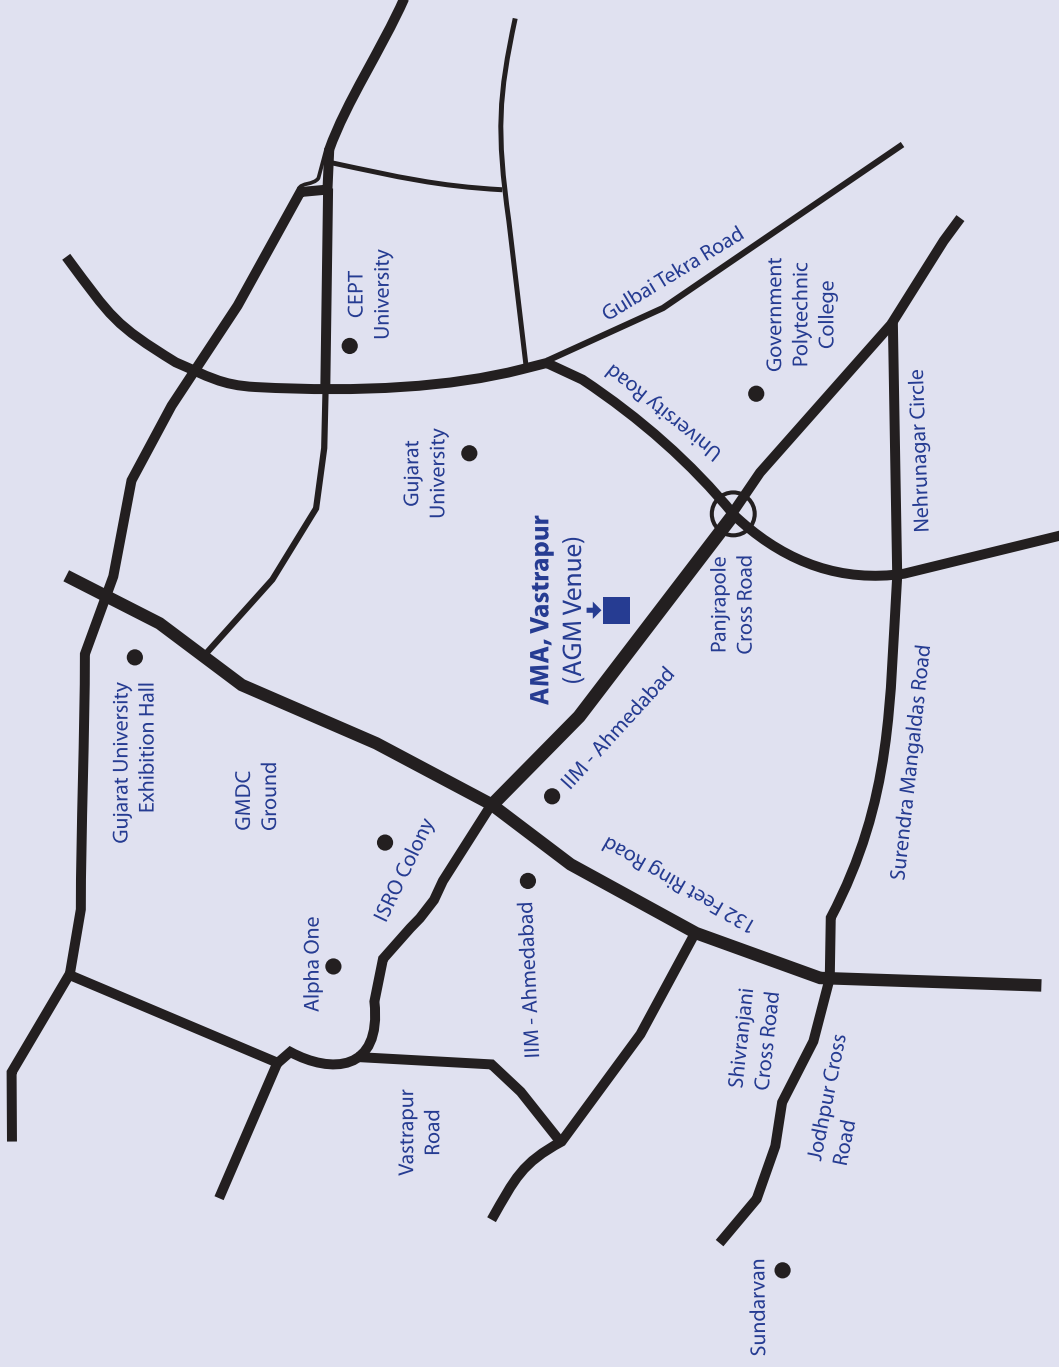 CEPT
University
Gulbai Tekra Road
Government
Polytechnic
College
University Road
Nehrunagar Circle
Gujarat
University
AMA, Vastrapur
(AGM Venue)
Panjrapole
Cross Road
Gujarat University
Exhibition Hall
GMDC
Ground
IIM - Ahmedabad
Surendra Mangaldas Road
ISRO Colony
132 Feet Ring Road
Alpha One
IIM - Ahmedabad
Shivranjani
Cross Road
Jodhpur Cross
Road
Vastrapur
Road
Sundarvan